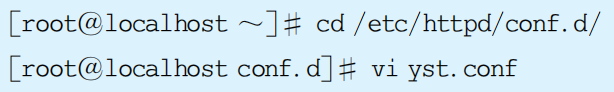 [root@localhost ~]# cd /etc/httpd/conf.d/
[root@localhost conf.d]# vi yst.conf